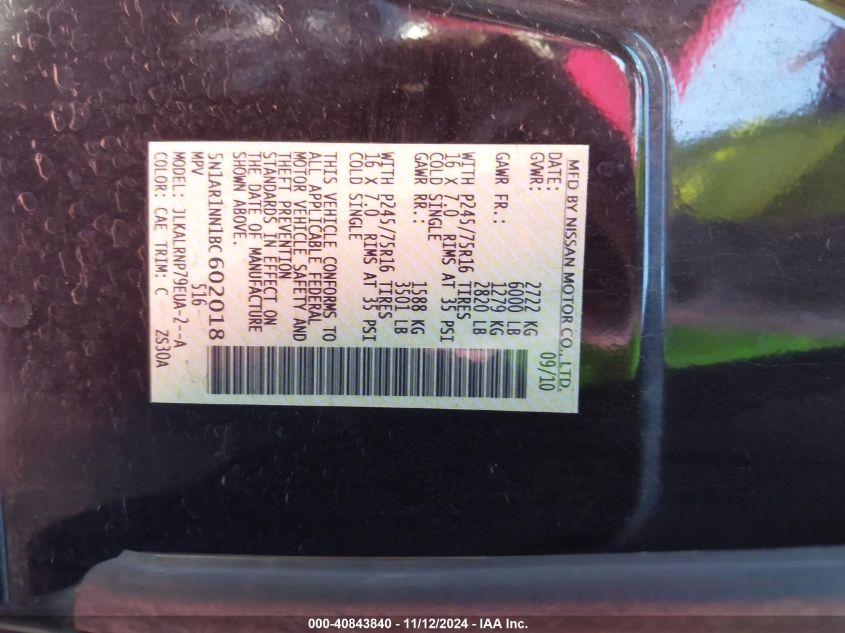 MFD BY NISSAN MOTOR CO., LTD.
DATE: 09/10
GVWR: 2722 KG
6000 LB
GAWR FR.: 1279 KG
2820 LB
WITH P245/75R16 TIRES
16 X 7.0 RIMS AT 35 PSI
COLD SINGLE
GAWR RR.: 1588 KG
3501 LB
WITH P245/75R16 TIRES
16 X 7.0 RIMS AT 35 PSI
COLD SINGLE
THIS VEHICLE CONFORMS TO
ALL APPLICABLE FEDERAL
MOTOR VEHICLE SAFETY AND
THEFT PREVENTION
STANDARDS IN EFFECT ON
THE DATE OF MANUFACTURE
SHOWN ABOVE.
5N1AR1NN1BC602018
MPV 516
MODEL: JLKALRNP79EUA-2--A
COLOR: CAE TRIM: C ZS30A
000-40843840 - 11/12/2024 - IAA Inc.